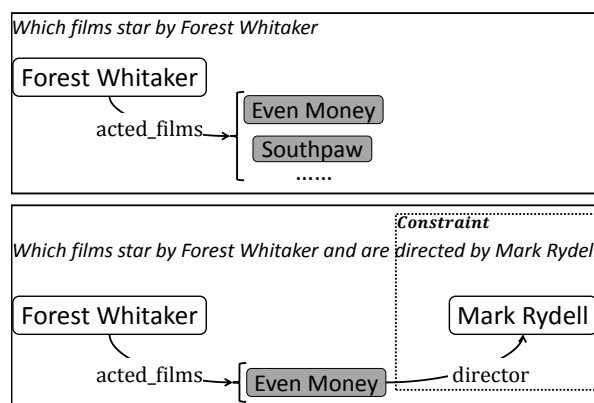 Which films star by Forest Whitaker
Forest Whitaker
acted_films
Even Money
Southpaw
......
Constraint
Which films star by Forest Whitaker and are directed by Mark Rydell
Forest Whitaker
Mark Rydell
acted_films
Even Money
director